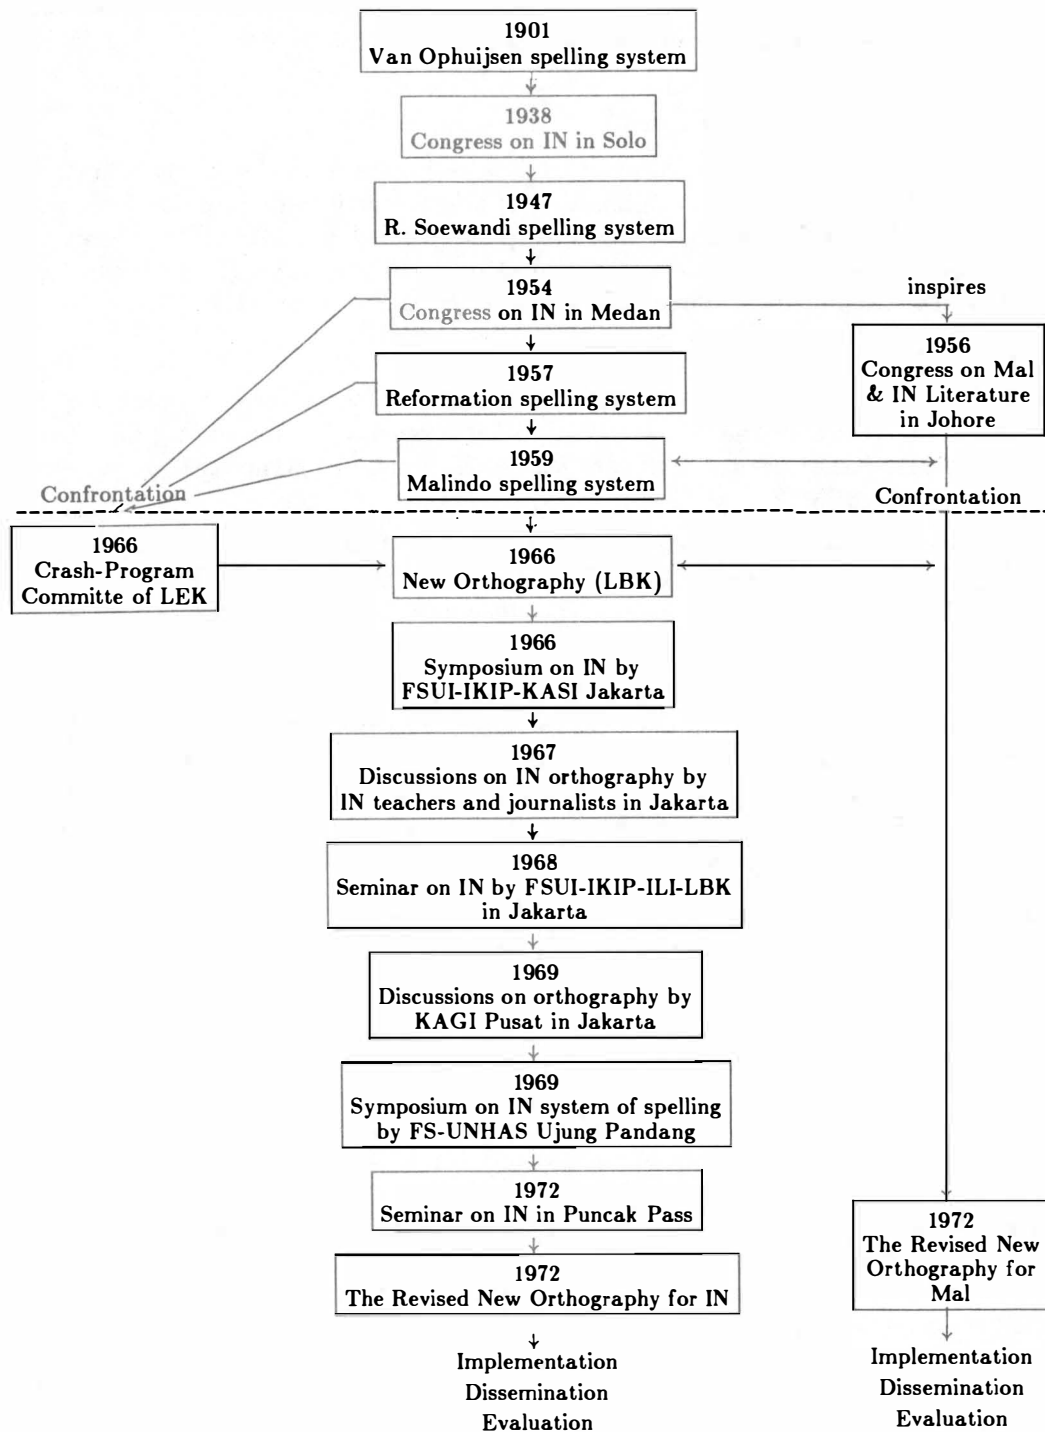 1901
Van Ophuijsen spelling system
1938
Congress on IN in Solo
1947
R. Soewandi spelling system
1954
Congress on IN in Medan
inspires
1956
Congress on Mal
& IN Literature
in Johore
1957
Reformation spelling system
1959
Malindo spelling system
Confrontation
Confrontation
1966
Crash-Program
Committe of LEK
1966
New Orthography (LBK)
1966
Symposium on IN by
FSUI-IKIP-KASI Jakarta
1967
Discussions on IN orthography by
IN teachers and journalists in Jakarta
1968
Seminar on IN by FSUI-IKIP-ILI-LBK
in Jakarta
1969
Discussions on orthography by
KAGI Pusat in Jakarta
1969
Symposium on IN system of spelling
by FS-UNHAS Ujung Pandang
1972
Seminar on IN in Puncak Pass
1972
The Revised New Orthography for IN
1972
The Revised New
Orthography for
Mal
Implementation
Dissemination
Evaluation
Implementation
Dissemination
Evaluation